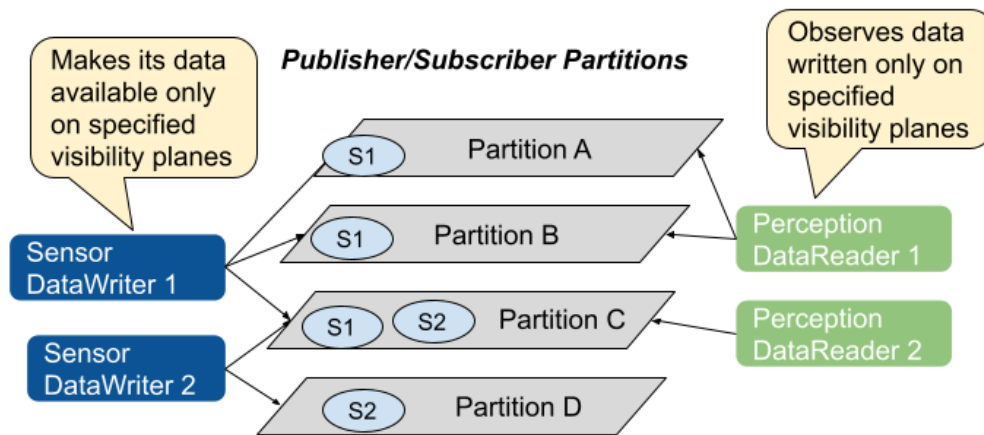 Publisher/Subscriber Partitions
Makes its data
available only
on specified
visibility planes
Observes data
written only on
specified
visibility planes
S1
Partition A
S1
Partition B
S1
S2
Partition C
S2
Partition D
Sensor
DataWriter 1
Sensor
DataWriter 2
Perception
DataReader 1
Perception
DataReader 2